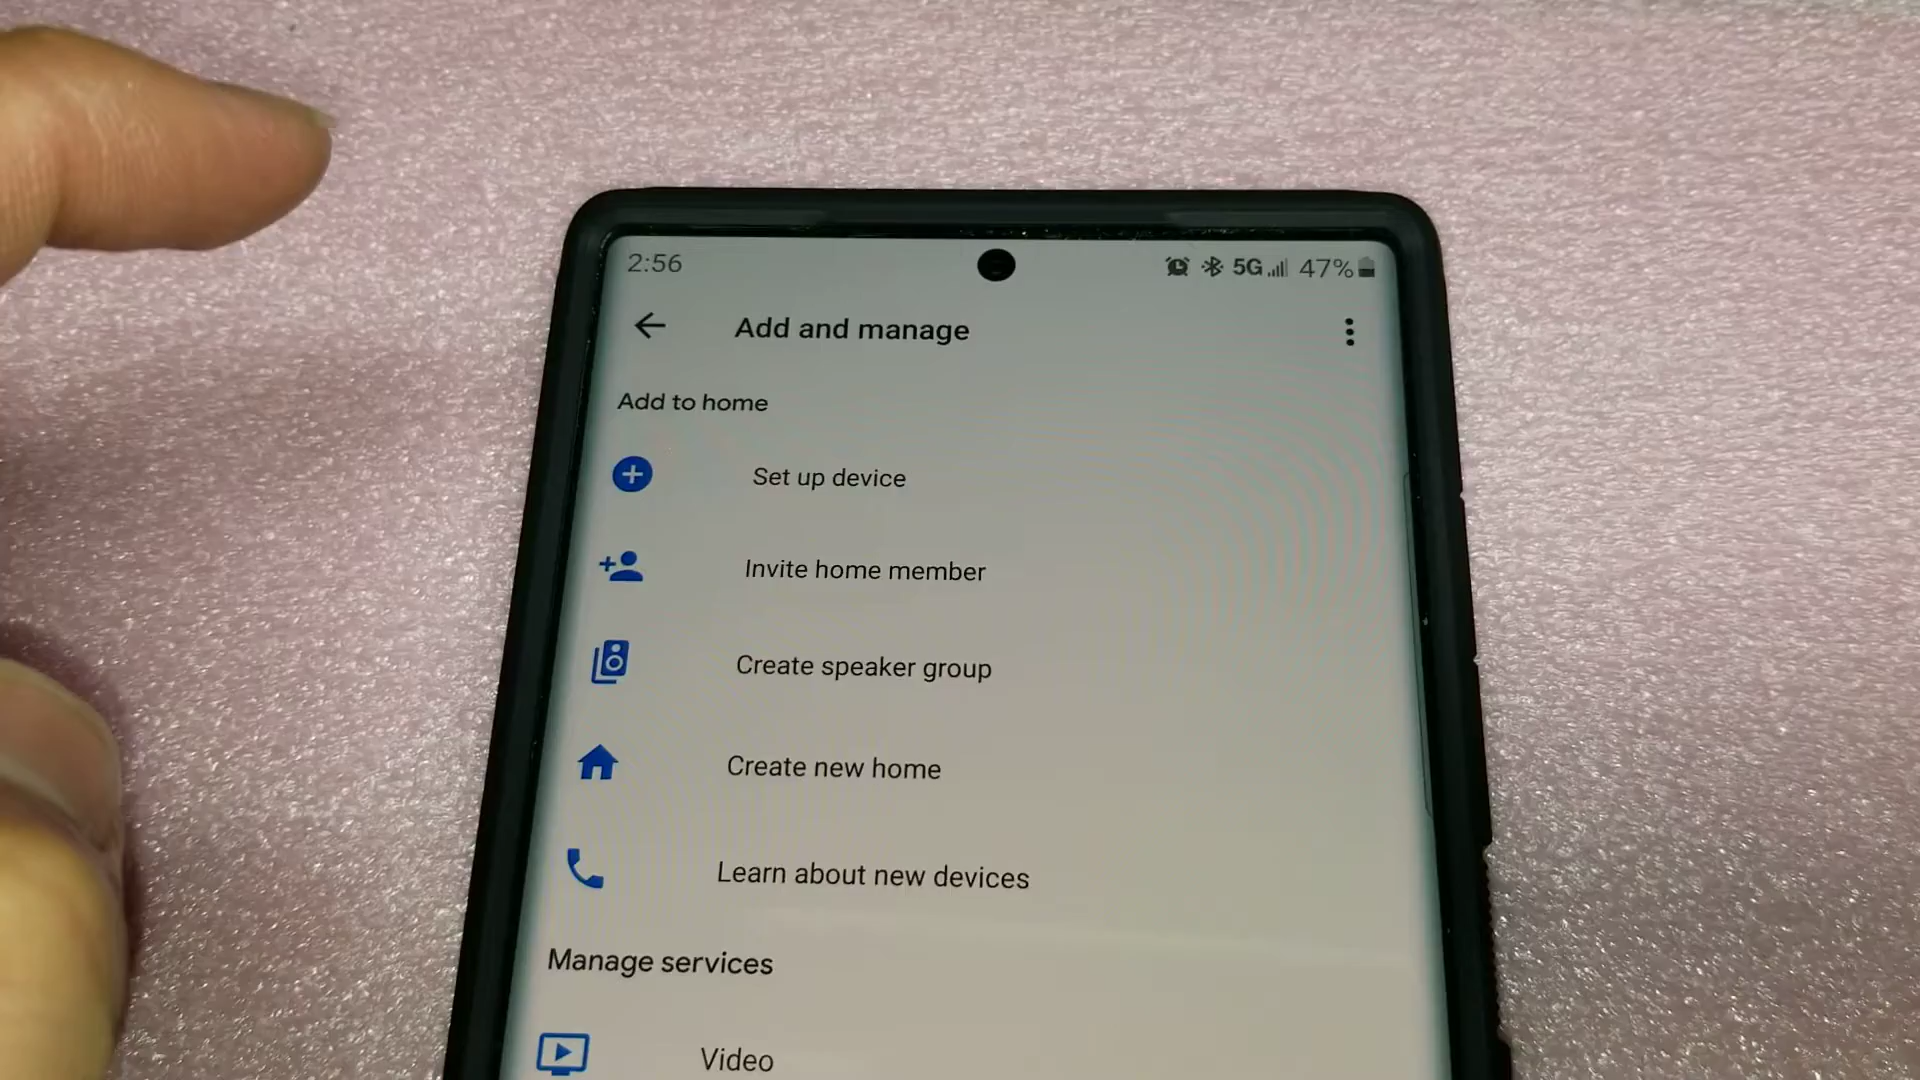 2:56 5G 47%
Add and manage
Add to home
Set up device
Invite home member
Create speaker group
Create new home
Learn about new devices
Manage services
Video